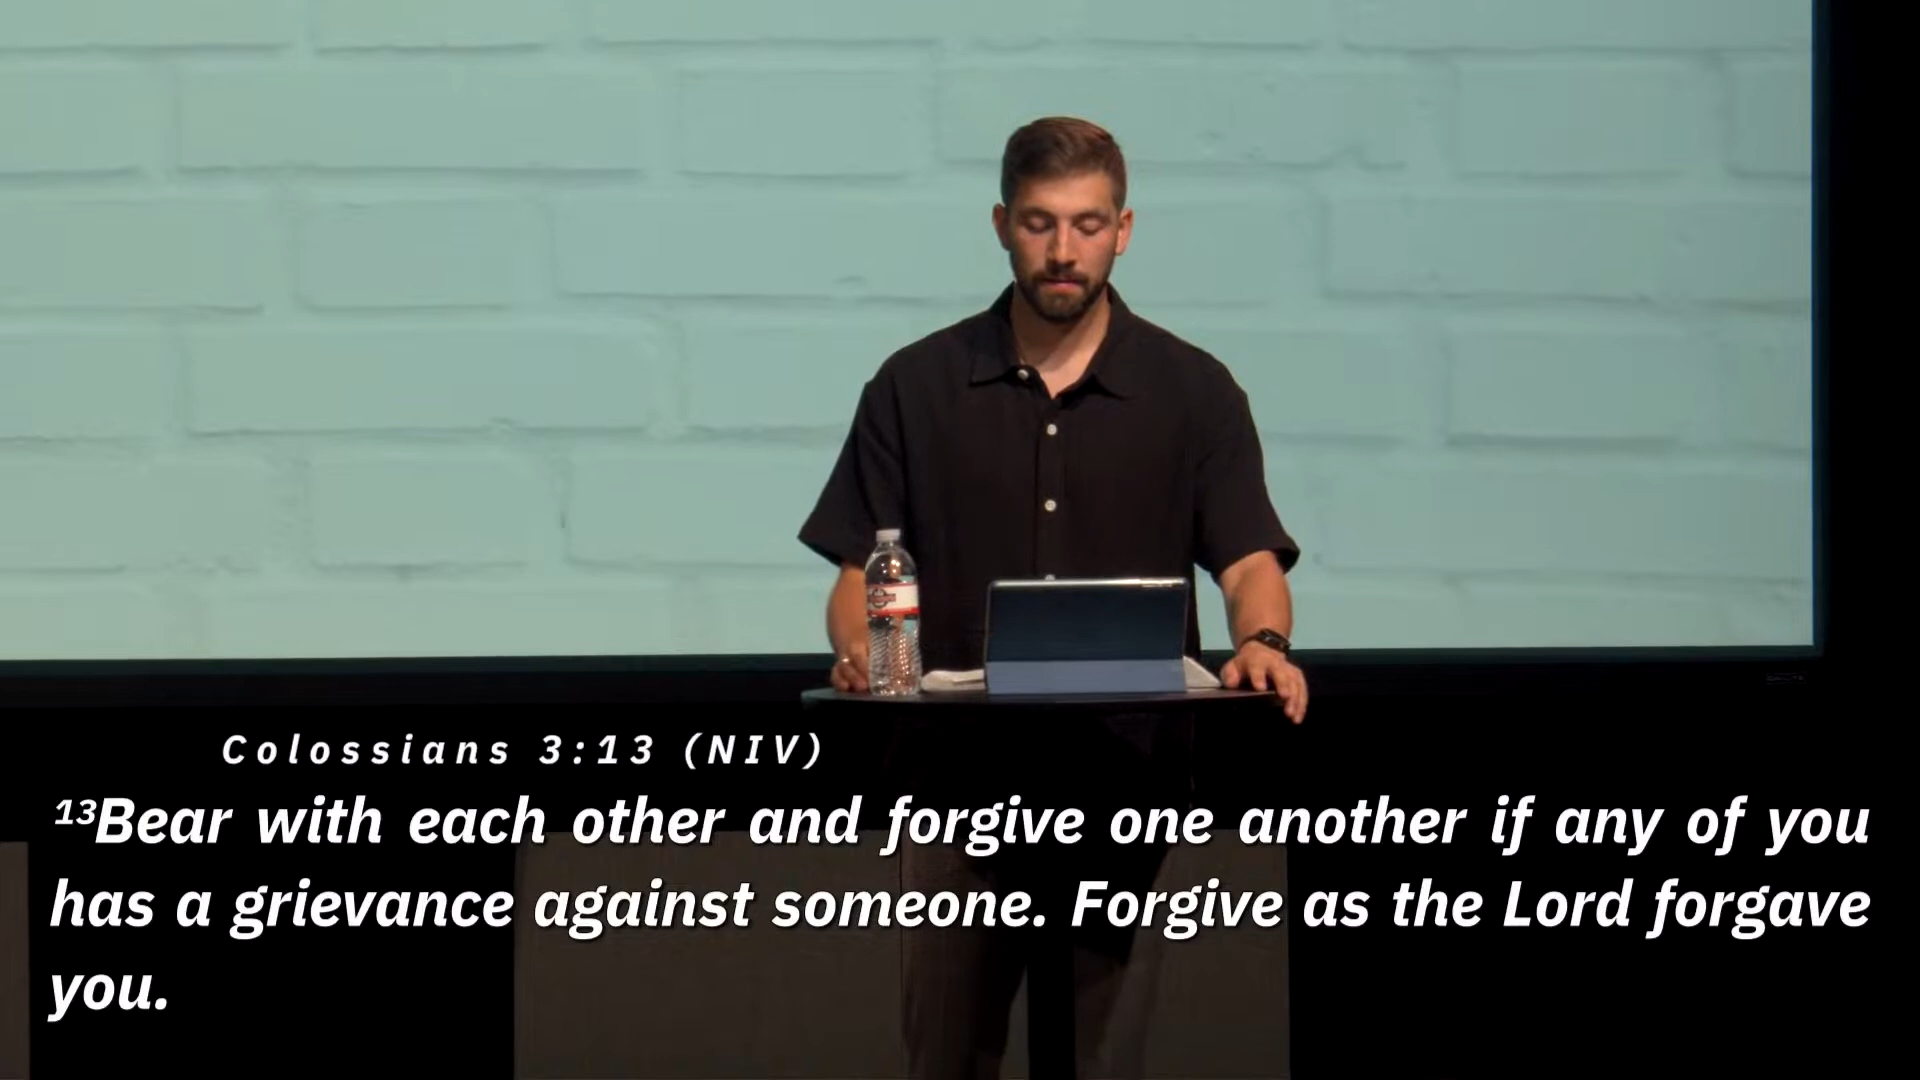 Colossians 3:13 (NIV)
¹³Bear with each other and forgive one another if any of you
has a grievance against someone. Forgive as the Lord forgave
you.